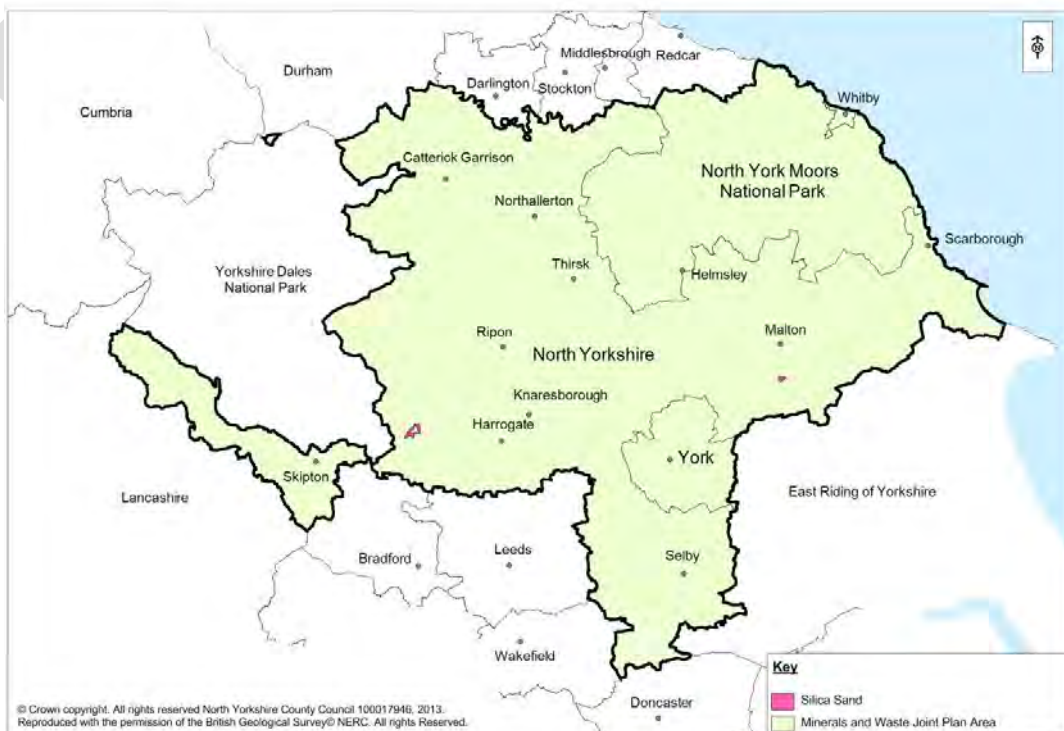 Durham
Cumbria
Darlington
Middlesbrough
Stockton
Redcar
N
Whitby
Catterick Garrison
Northallerton
North York Moors
National Park
Scarborough
Yorkshire Dales
National Park
Thirsk
Helmsley
Ripon
North Yorkshire
Malton
Knaresborough
Harrogate
York
Skipton
Lancashire
East Riding of Yorkshire
Bradford
Leeds
Selby
Wakefield
Doncaster
Key
Silica Sand
Minerals and Waste Joint Plan Area
© Crown copyright. All rights reserved North Yorkshire County Council 100017946, 2013.
Reproduced with the permission of the British Geological Survey© NERC. All rights Reserved.